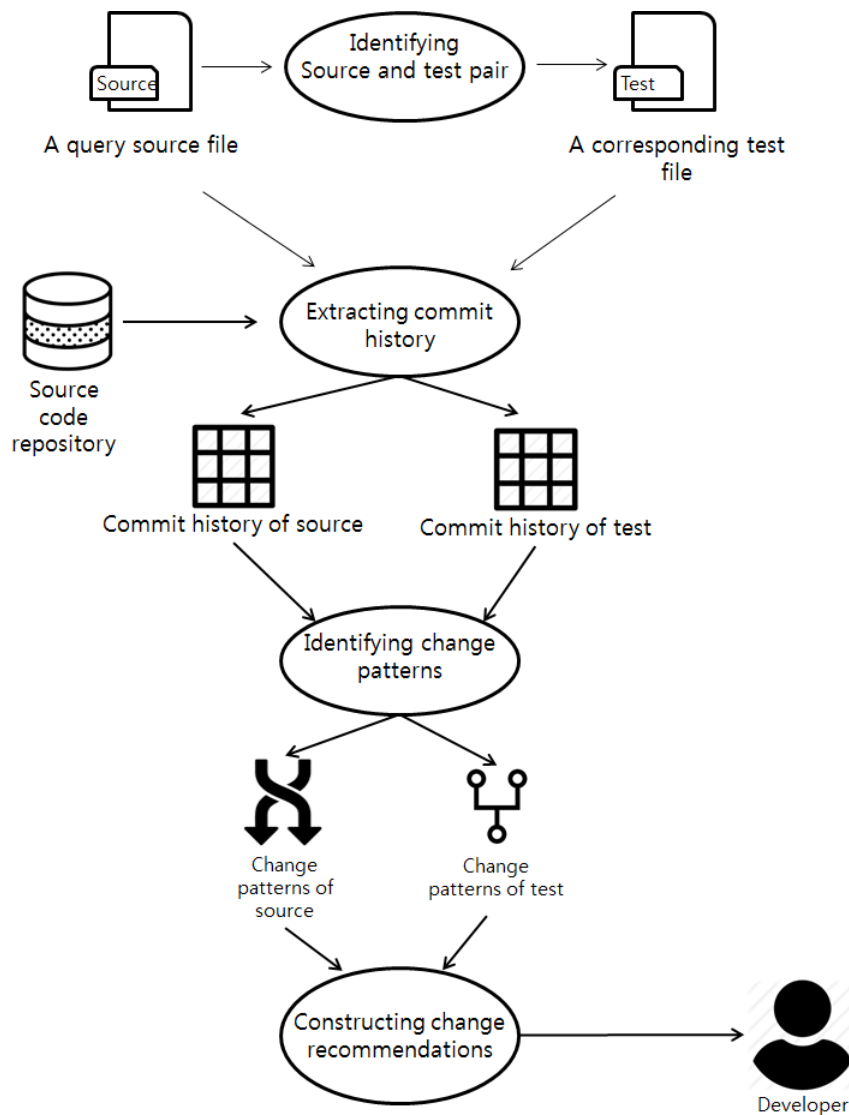 Source
Identifying
Source and test pair
Test
A query source file
A corresponding test
file
Extracting commit
history
Source
code
repository
Commit history of source
Commit history of test
Identifying change
patterns
Change
patterns of
source
Change
patterns of test
Constructing change
recommendations
Developer